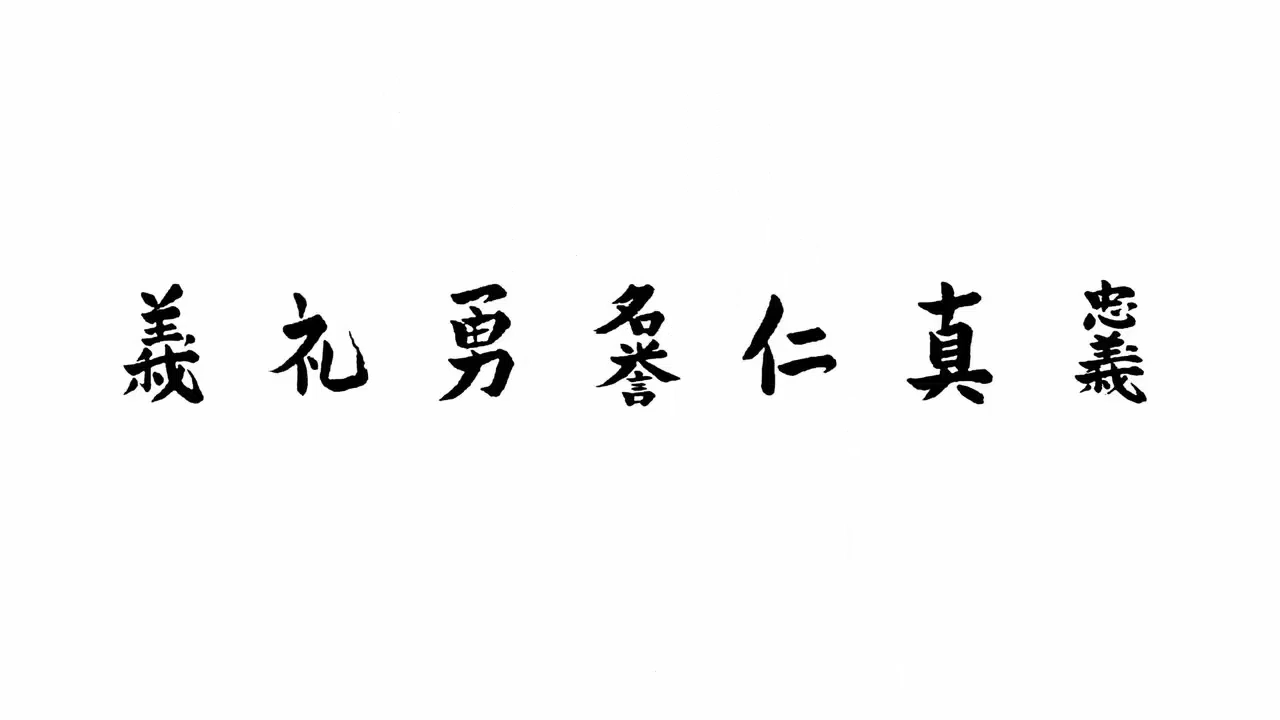 義 礼 勇 名誉 仁 真 忠義